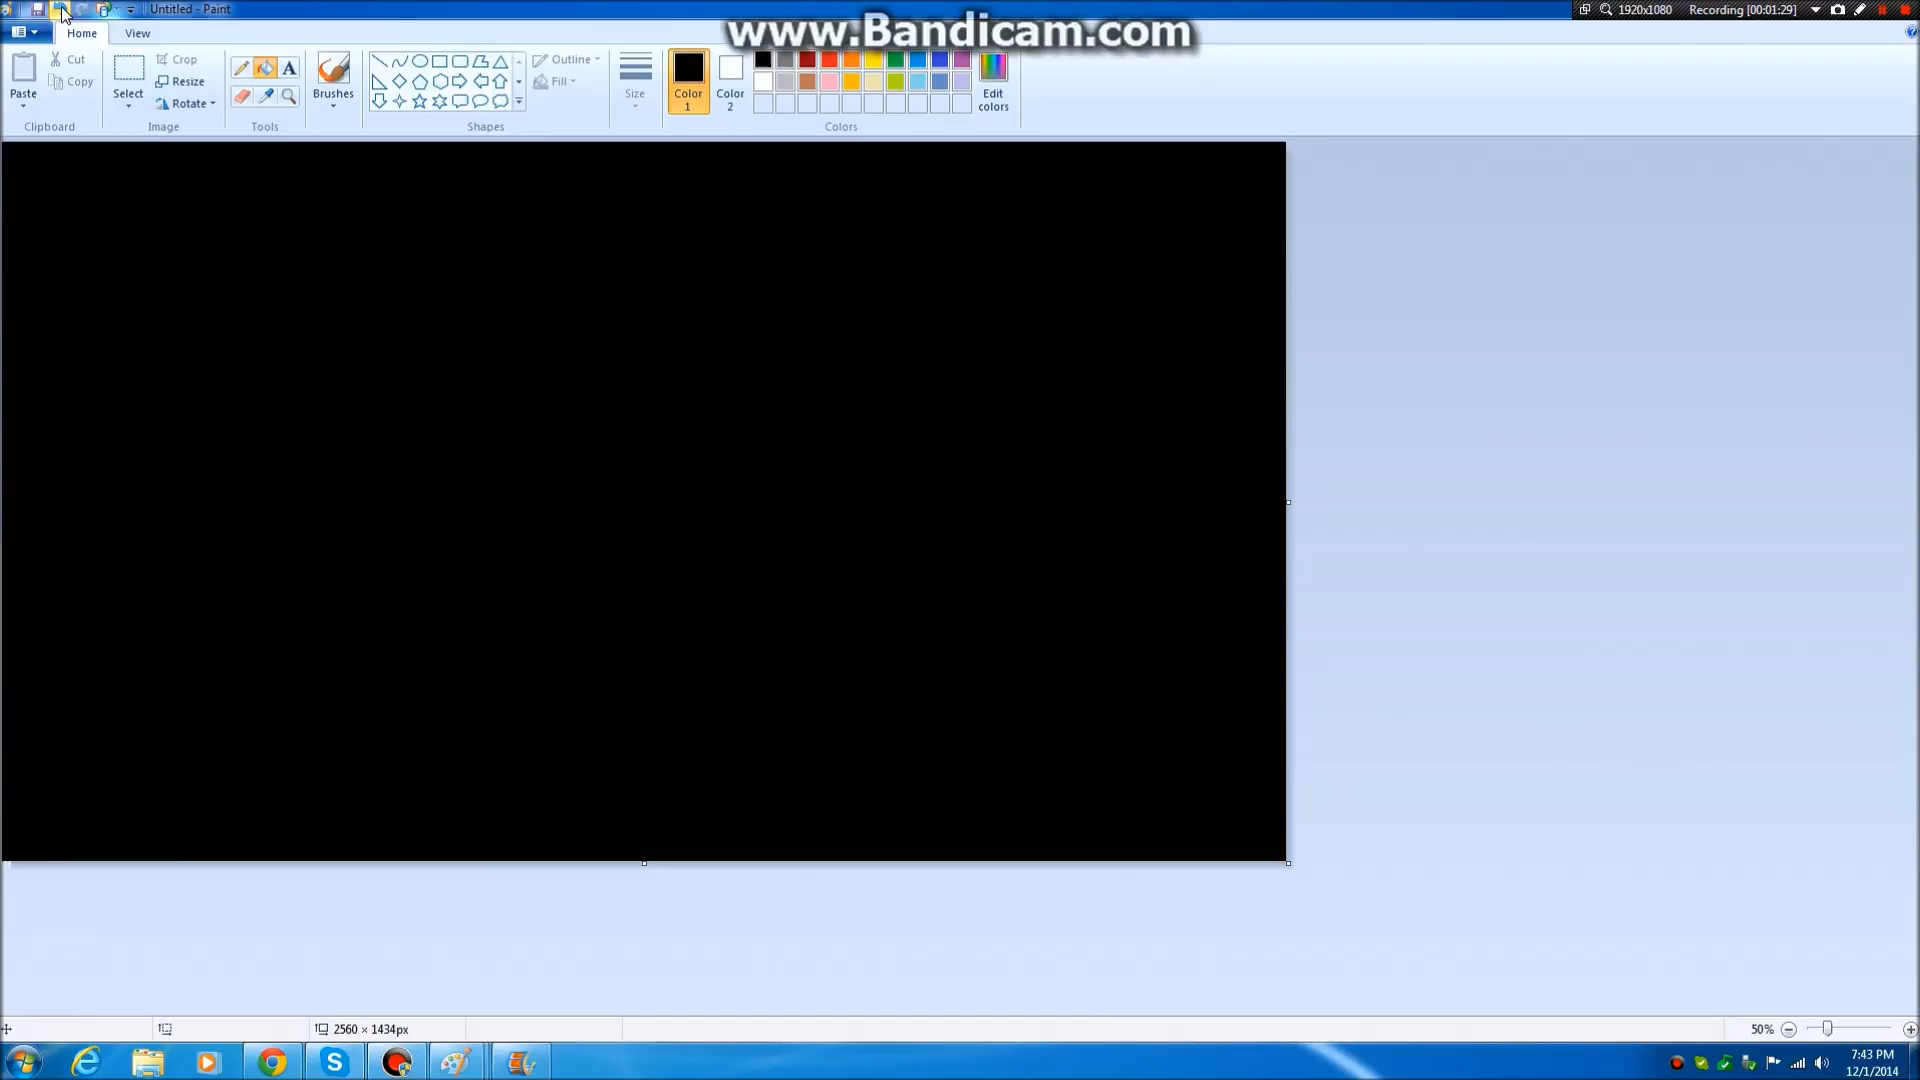 Untitled - Paint
www.Bandicam.com
1920x1080 Recording [00:01:29]
Home View
Paste
Cut
Copy
Clipboard
Select
Crop
Resize
Rotate
Image
A
Tools
Brushes
Outline
Fill
Shapes
Size
Color 1
Color 2
Edit colors
Colors
2560 × 1434px
50%
7:43 PM
12/1/2014